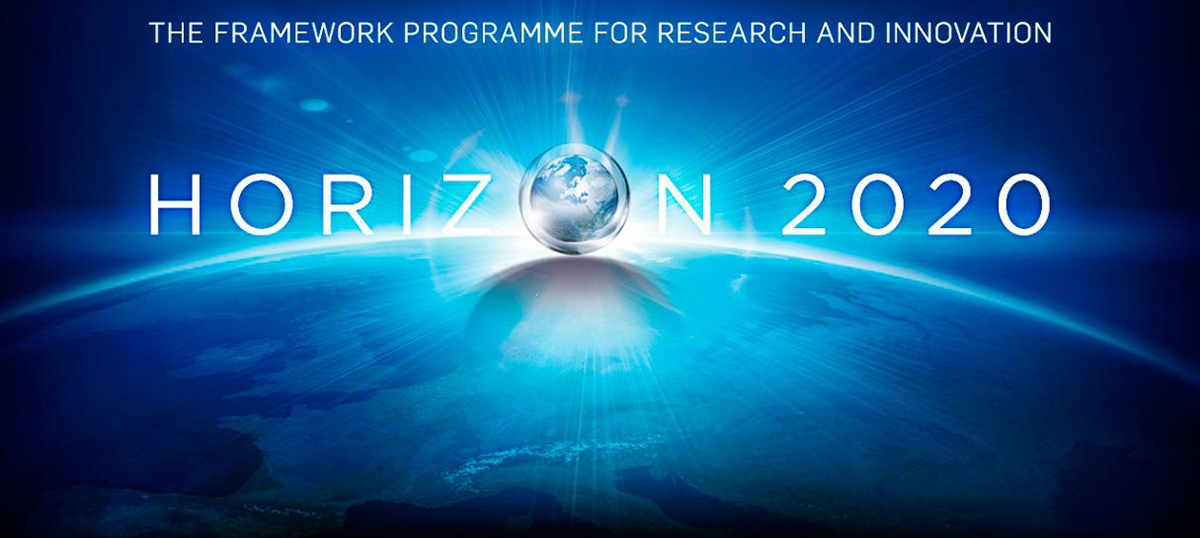 THE FRAMEWORK PROGRAMME FOR RESEARCH AND INNOVATION
HORIZON 2020